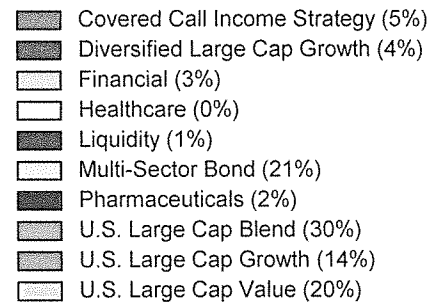 Covered Call Income Strategy (5%)
Diversified Large Cap Growth (4%)
Financial (3%)
Healthcare (0%)
Liquidity (1%)
Multi-Sector Bond (21%)
Pharmaceuticals (2%)
U.S. Large Cap Blend (30%)
U.S. Large Cap Growth (14%)
U.S. Large Cap Value (20%)